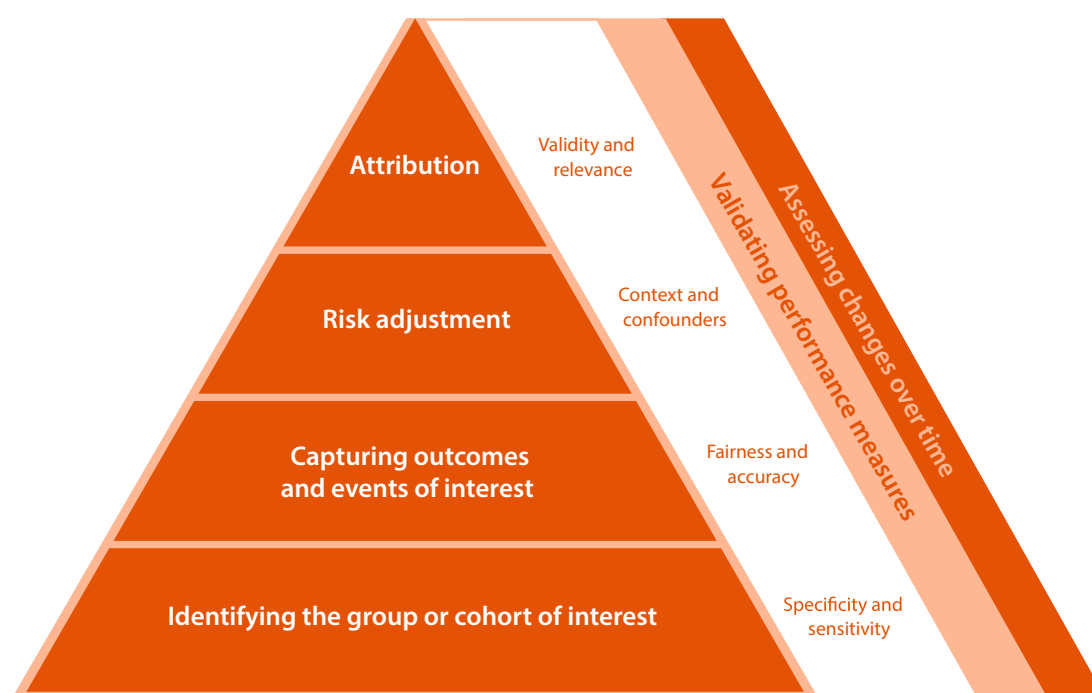 Attribution
Validity and
relevance
Risk adjustment
Context and
confounders
Capturing outcomes
and events of interest
Fairness and
accuracy
Identifying the group or cohort of interest
Specificity and
sensitivity
Validating performance measures
Assessing changes over time